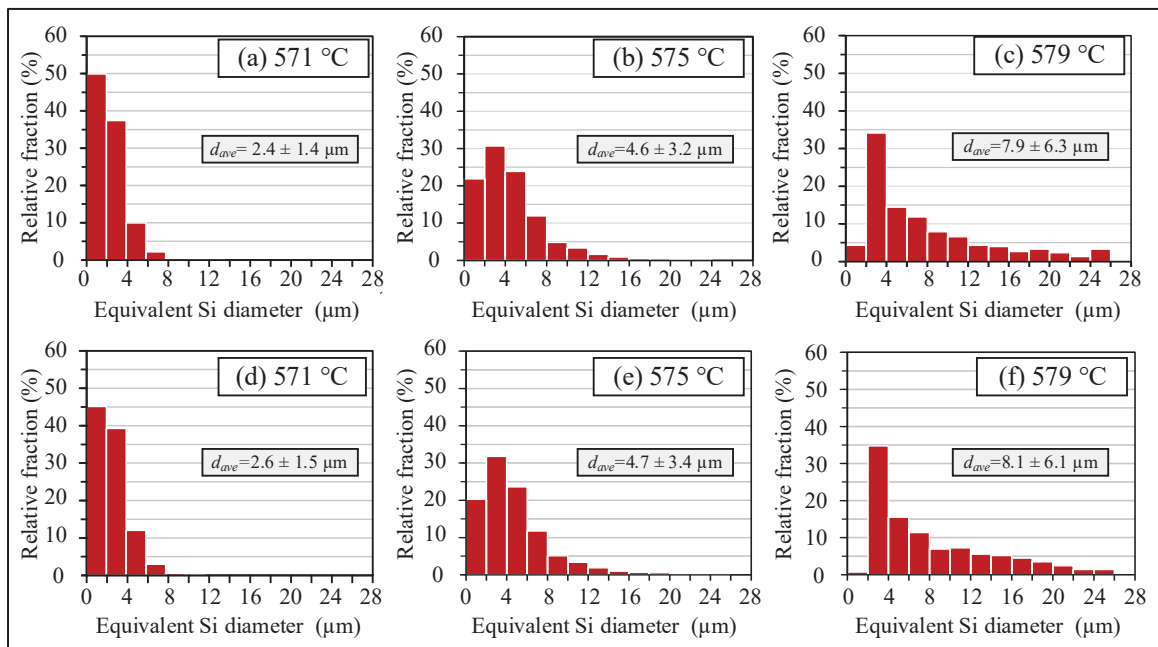 (a) 571 °C
d_ave= 2.4 ± 1.4 µm
Relative fraction (%)
60
50
40
30
20
10
0
0 4 8 12 16 20 24 28
Equivalent Si diameter (µm)
(b) 575 °C
d_ave=4.6 ± 3.2 µm
Relative fraction (%)
60
50
40
30
20
10
0
0 4 8 12 16 20 24 28
Equivalent Si diameter (µm)
(c) 579 °C
d_ave=7.9 ± 6.3 µm
Relative fraction (%)
60
50
40
30
20
10
0
0 4 8 12 16 20 24 28
Equivalent Si diameter (µm)
(d) 571 °C
d_ave=2.6 ± 1.5 µm
Relative fraction (%)
60
50
40
30
40
10
0
0 4 8 12 16 20 24 28
Equivalent Si diameter (µm)
(e) 575 °C
d_ave=4.7 ± 3.4 µm
Relative fraction (%)
60
50
40
30
20
10
0
0 4 8 12 16 20 24 28
Equivalent Si diameter (µm)
(f) 579 °C
d_ave=8.1 ± 6.1 µm
Relative fraction (%)
60
50
40
30
20
10
0
0 4 8 12 16 20 24 28
Equivalent Si diameter (µm)